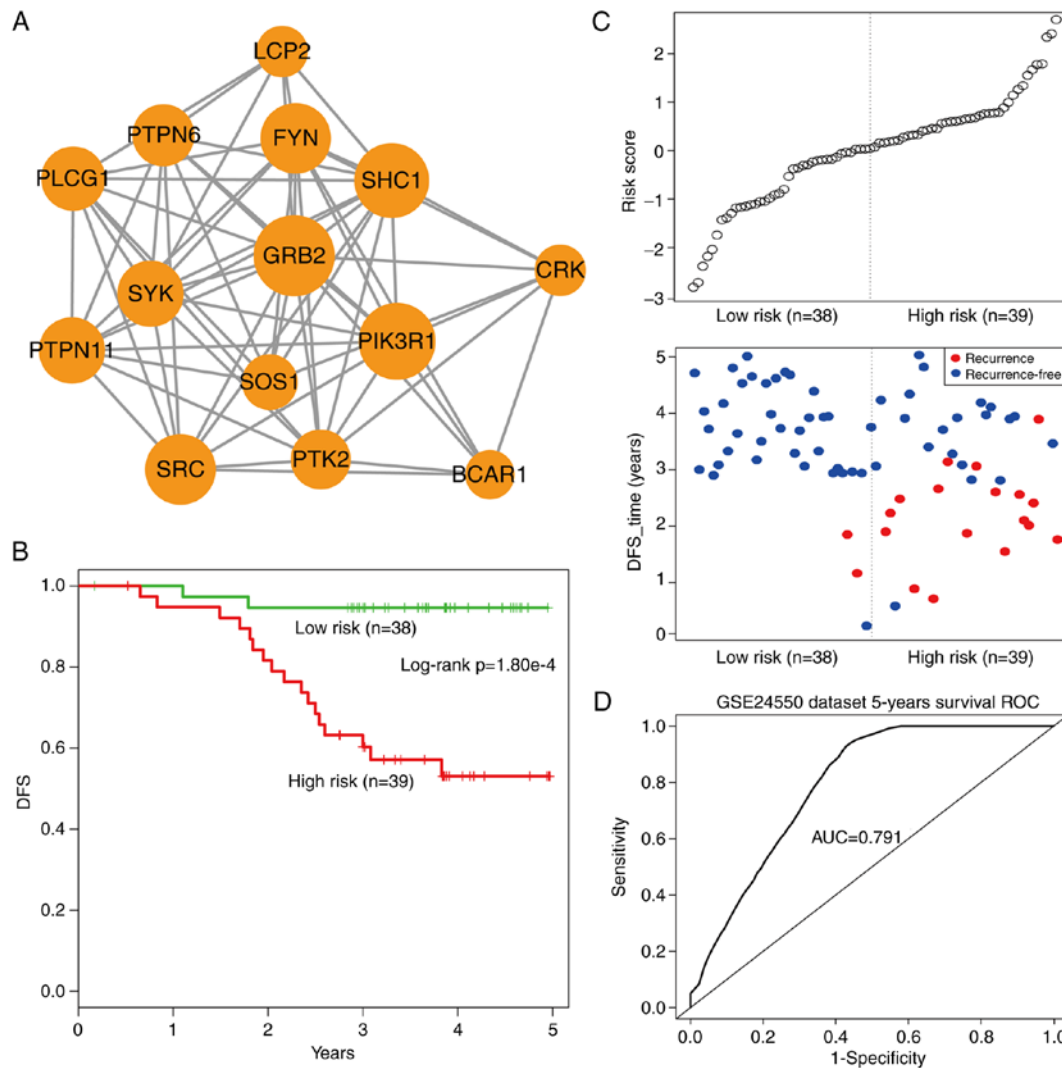 A
LCP2
PTPN6
FYN
PLCG1
SHC1
GRB2
CRK
SYK
PIK3R1
PTPN11
SOS1
SRC
PTK2
BCAR1
B
1.0
0.8
0.6
0.4
0.2
0.0
DFS
Low risk (n=38)
Log-rank p=1.80e-4
High risk (n=39)
0 1 2 3 4 5
Years
C
2
1
0
−1
−2
−3
Risk score
Low risk (n=38) High risk (n=39)
Recurrence
Recurrence-free
5
4
3
2
1
0
DFS_time (years)
Low risk (n=38) High risk (n=39)
D
GSE24550 dataset 5-years survival ROC
1.0
0.8
0.6
0.4
0.2
0.0
Sensitivity
AUC=0.791
0.0 0.2 0.4 0.6 0.8 1.0
1-Specificity